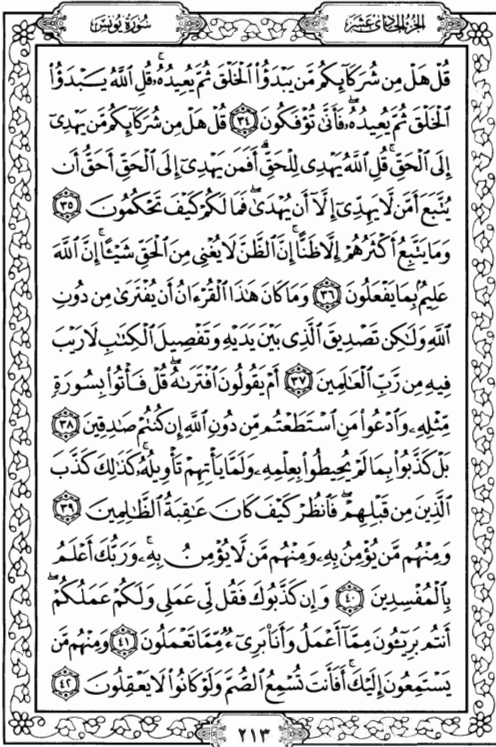 الجزء الحادي عشر
سورة يونس
قُلْ هَلْ مِن شُرَكَآئِكُم مَّن يَبْدَؤُا۟ ٱلْخَلْقَ ثُمَّ يُعِيدُهُۥ ۚ قُلِ ٱللَّهُ يَبْدَؤُا۟
ٱلْخَلْقَ ثُمَّ يُعِيدُهُۥ ۖ فَأَنَّىٰ تُؤْفَكُونَ ٣٤ قُلْ هَلْ مِن شُرَكَآئِكُم مَّن يَهْدِىٓ
إِلَى ٱلْحَقِّ ۚ قُلِ ٱللَّهُ يَهْدِى لِلْحَقِّ ۗ أَفَمَن يَهْدِىٓ إِلَى ٱلْحَقِّ أَحَقُّ أَن
يُتَّبَعَ أَمَّن لَّا يَهِدِّىٓ إِلَّآ أَن يُهْدَىٰ ۖ فَمَا لَكُمْ كَيْفَ تَحْكُمُونَ ٣٥
وَمَا يَتَّبِعُ أَكْثَرُهُمْ إِلَّا ظَنًّا ۚ إِنَّ ٱلظَّنَّ لَا يُغْنِى مِنَ ٱلْحَقِّ شَيْـًٔا ۚ إِنَّ ٱللَّهَ
عَلِيمٌۢ بِمَا يَفْعَلُونَ ٣٦ وَمَا كَانَ هَٰذَا ٱلْقُرْءَانُ أَن يُفْتَرَىٰ مِن دُونِ
ٱللَّهِ وَلَٰكِن تَصْدِيقَ ٱلَّذِى بَيْنَ يَدَيْهِ وَتَفْصِيلَ ٱلْكِتَٰبِ لَا رَيْبَ
فِيهِ مِن رَّبِّ ٱلْعَٰلَمِينَ ٣٧ أَمْ يَقُولُونَ ٱفْتَرَىٰهُ ۖ قُلْ فَأْتُوا۟ بِسُورَةٍ
مِّثْلِهِۦ وَٱدْعُوا۟ مَنِ ٱسْتَطَعْتُم مِّن دُونِ ٱللَّهِ إِن كُنتُمْ صَٰدِقِينَ ٣٨
بَلْ كَذَّبُوا۟ بِمَا لَمْ يُحِيطُوا۟ بِعِلْمِهِۦ وَلَمَّا يَأْتِهِمْ تَأْوِيلُهُۥ ۚ كَذَٰلِكَ كَذَّبَ
ٱلَّذِينَ مِن قَبْلِهِمْ ۖ فَٱنظُرْ كَيْفَ كَانَ عَٰقِبَةُ ٱلظَّٰلِمِينَ ٣٩
وَمِنْهُم مَّن يُؤْمِنُ بِهِۦ وَمِنْهُم مَّن لَّا يُؤْمِنُ بِهِۦ ۚ وَرَبُّكَ أَعْلَمُ
بِٱلْمُفْسِدِينَ ٤٠ وَإِن كَذَّبُوكَ فَقُل لِّى عَمَلِى وَلَكُمْ عَمَلُكُمْ ۖ
أَنتُم بَرِيٓـُٔونَ مِمَّآ أَعْمَلُ وَأَنَا۠ بَرِىٓءٌ مِّمَّا تَعْمَلُونَ ٤١ وَمِنْهُم مَّن
يَسْتَمِعُونَ إِلَيْكَ ۚ أَفَأَنتَ تُسْمِعُ ٱلصُّمَّ وَلَوْ كَانُوا۟ لَا يَعْقِلُونَ ٤٢
٢١٣